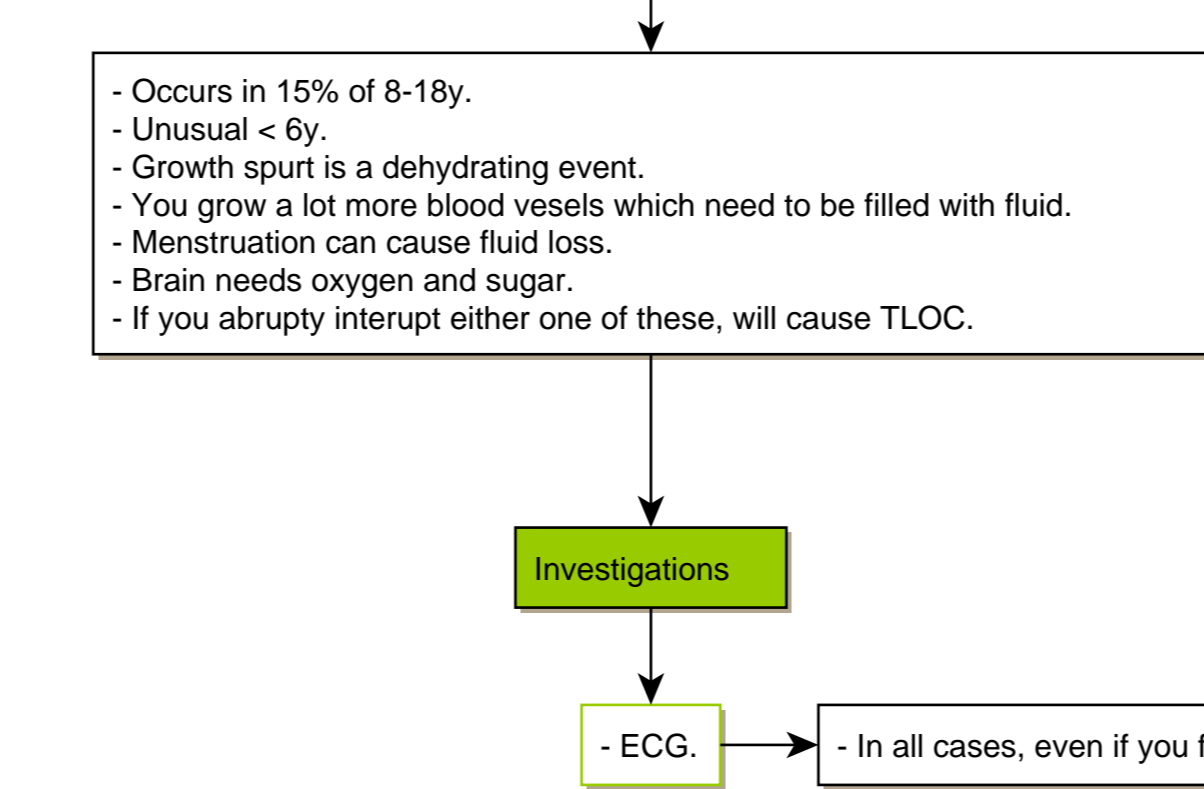 - Occurs in 15% of 8-18y.
- Unusual < 6y.
- Growth spurt is a dehydrating event.
- You grow a lot more blood vesels which need to be filled with fluid.
- Menstruation can cause fluid loss.
- Brain needs oxygen and sugar.
- If you abrupty interupt either one of these, will cause TLOC.
Investigations
- ECG.
- In all cases, even if you